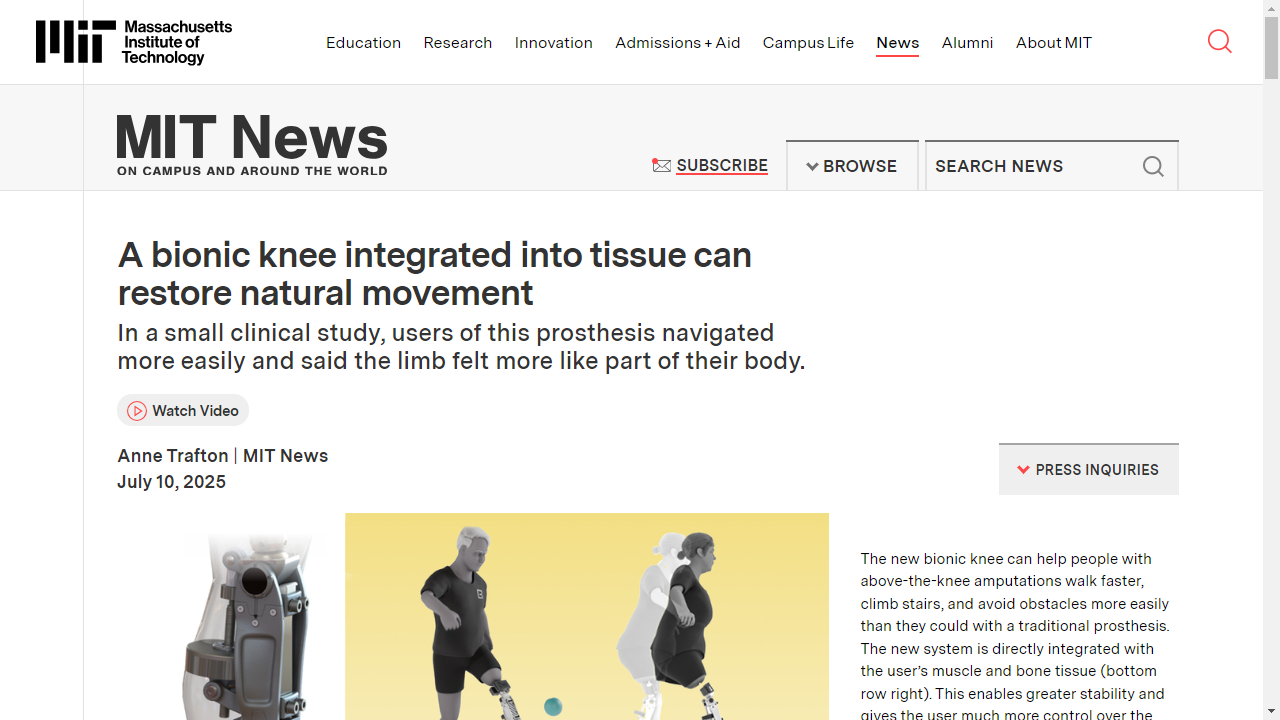 Massachusetts
Institute of
Technology
Education
Research
Innovation
Admissions + Aid
Campus Life
News
Alumni
About MIT
MIT News
ON CAMPUS AND AROUND THE WORLD
SUBSCRIBE
BROWSE
SEARCH NEWS
A bionic knee integrated into tissue can
restore natural movement
In a small clinical study, users of this prosthesis navigated
more easily and said the limb felt more like part of their body.
Watch Video
Anne Trafton | MIT News
July 10, 2025
PRESS INQUIRIES
The new bionic knee can help people with
above-the-knee amputations walk faster,
climb stairs, and avoid obstacles more easily
than they could with a traditional prosthesis.
The new system is directly integrated with
the user’s muscle and bone tissue (bottom
row right). This enables greater stability and
gives the user much more control over the